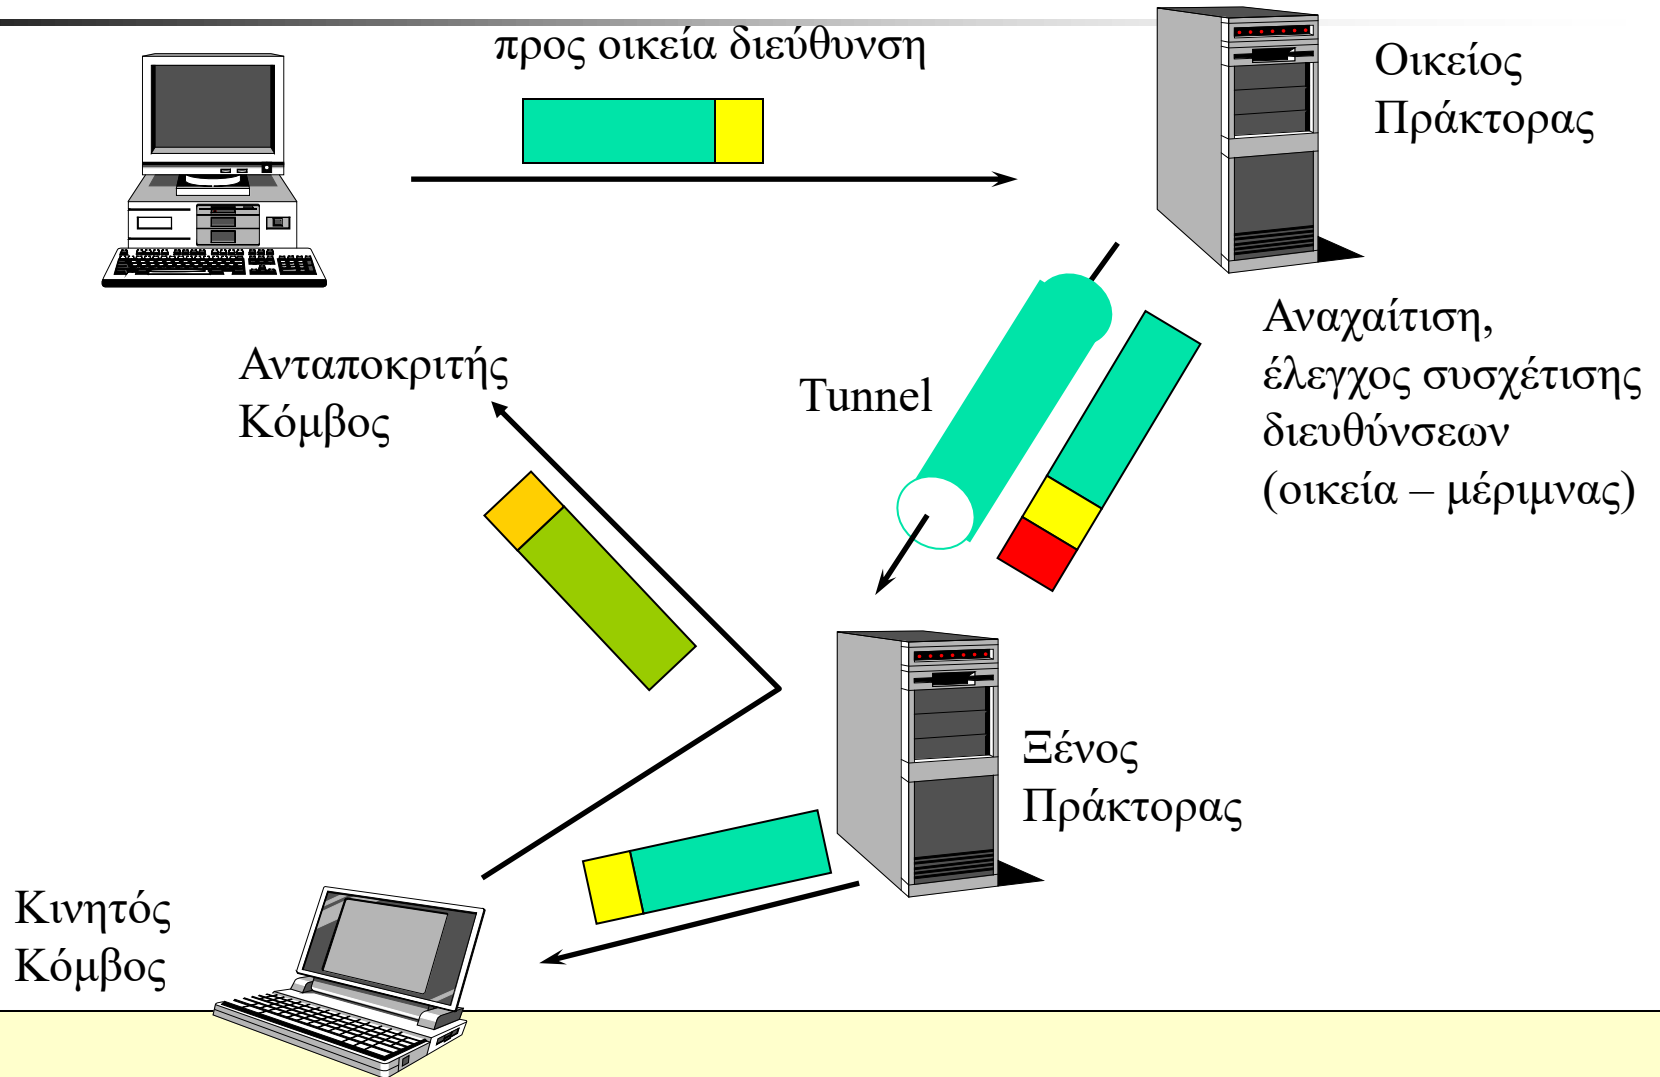 προς οικεία διεύθυνση
Οικείος
Πράκτορας
Ανταποκριτής
Κόμβος
Tunnel
Αναχαίτιση,
έλεγχος συσχέτισης
διευθύνσεων
(οικεία – μέριμνας)
Ξένος
Πράκτορας
Κινητός
Κόμβος